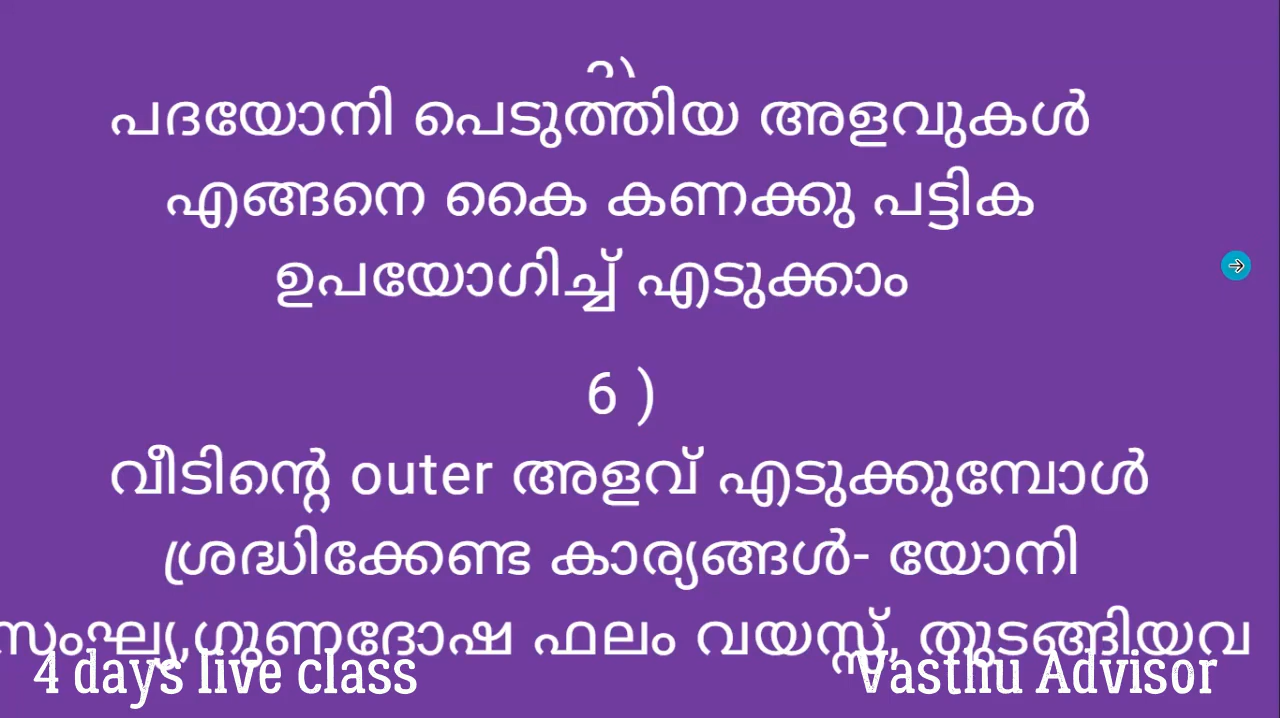 പദയോനി പെടുത്തിയ അളവുകൾ
എങ്ങനെ കൈ കണക്കു പട്ടിക
ഉപയോഗിച്ച് എടുക്കാം
6 )
വീടിന്റെ outer അളവ് എടുക്കുമ്പോൾ
ശ്രദ്ധിക്കേണ്ട കാര്യങ്ങൾ- യോനി
സംഘ്യ,ഗുണദോഷ ഫലം വയസ്സ്, തുടങ്ങിയവ
4 days live class
Vasthu Advisor